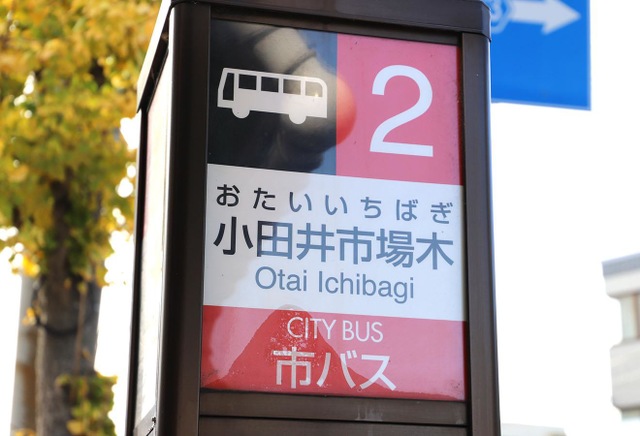 2
おたいいちばぎ
小田井市場木
Otai Ichibagi
CITY BUS
市バス